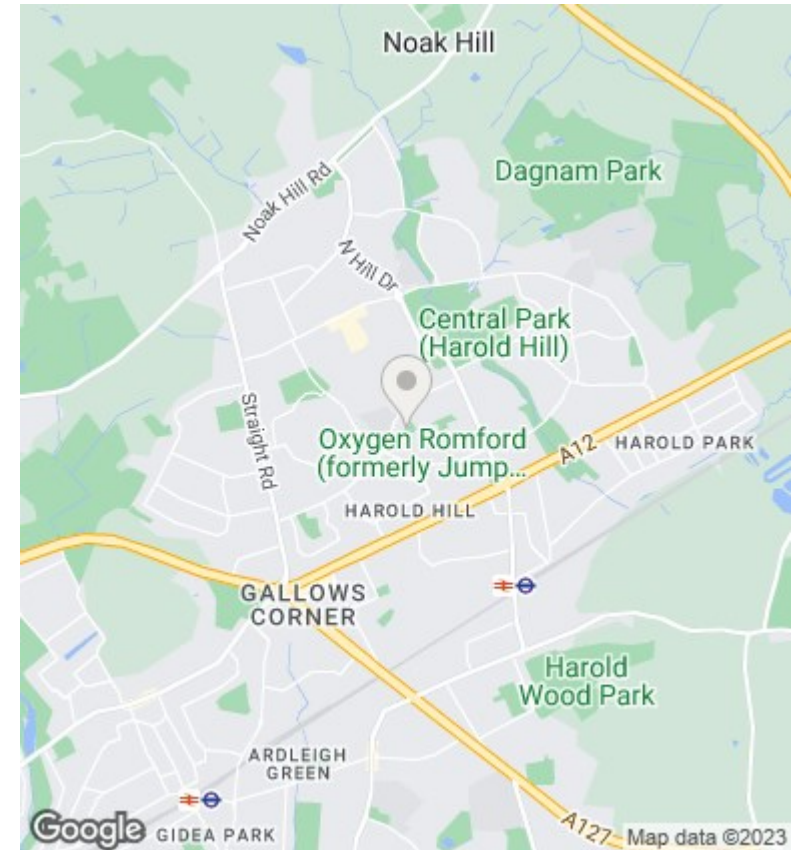 Noak Hill
Dagnam Park
Noak Hill Rd
N Hill Dr
Central Park
(Harold Hill)
Straight Rd
Oxygen Romford
(formerly Jump...
A12
HAROLD PARK
HAROLD HILL
GALLOWS
CORNER
Harold
Wood Park
ARDLEIGH
GREEN
A127
Google
GIDEA PARK
Map data ©2023